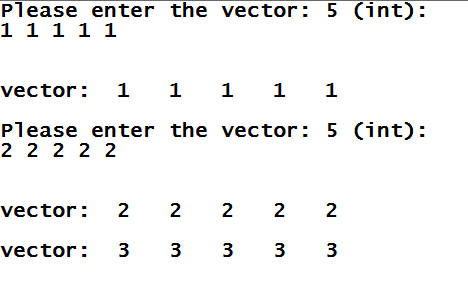 Please enter the vector: 5 (int):
1 1 1 1 1
vector: 1 1 1 1 1
Please enter the vector: 5 (int):
2 2 2 2 2
vector: 2 2 2 2 2
vector: 3 3 3 3 3